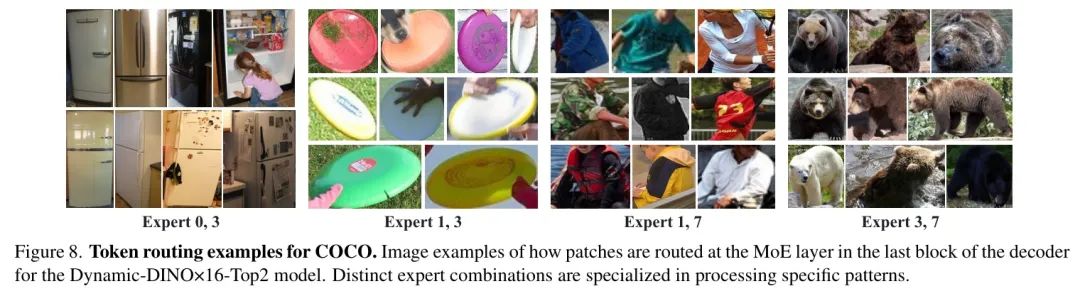 23
Expert 0, 3
Expert 1, 3
Expert 1, 7
Expert 3, 7
Figure 8. Token routing examples for COCO. Image examples of how patches are routed at the MoE layer in the last block of the decoder
for the Dynamic-DINO×16-Top2 model. Distinct expert combinations are specialized in processing specific patterns.